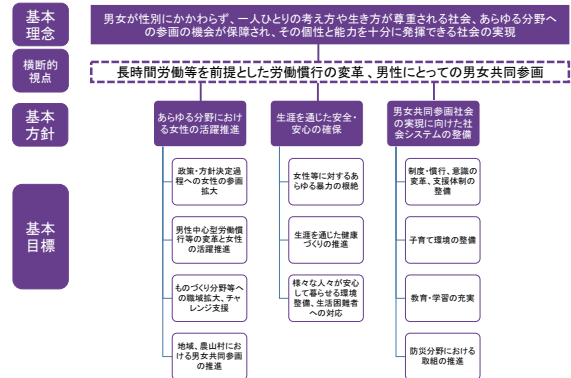 基本
理念
男女が性別にかかわらず、一人ひとりの考え方や生き方が尊重される社会、あらゆる分野へ
の参画の機会が保障され、その個性と能力を十分に発揮できる社会の実現
横断的
視点
長時間労働等を前提とした労働慣行の変革、男性にとっての男女共同参画
基本
方針
あらゆる分野におけ
る女性の活躍推進
生涯を通じた安全・
安心の確保
男女共同参画社会
の実現に向けた社
会システムの整備
基本
目標
政策・方針決定過
程への女性の参画
拡大
男性中心型労働慣
行等の変革と女性
の活躍推進
ものづくり分野等へ
の職域拡大、チャ
レンジ支援
地域、農山村にお
ける男女共同参画
の推進
女性等に対するあ
らゆる暴力の根絶
生涯を通じた健康
づくりの推進
様々な人々が安心
して暮らせる環境
整備、生活困難者
への対応
制度・慣行、意識の
変革、支援体制の
整備
子育て環境の整備
教育・学習の充実
防災分野における
取組の推進